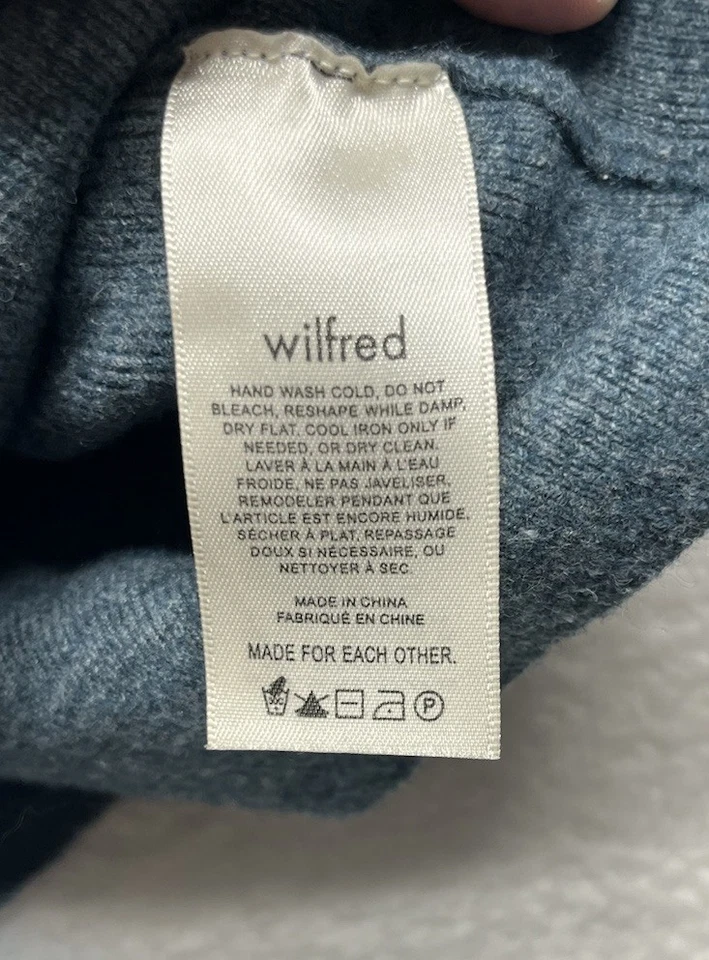 wilfred
HAND WASH COLD, DO NOT
BLEACH, RESHAPE WHILE DAMP,
DRY FLAT, COOL IRON ONLY IF
NEEDED, OR DRY CLEAN.
LAVER À LA MAIN À L'EAU
FROIDE, NE PAS JAVELISER,
REMODELER PENDANT QUE
L'ARTICLE EST ENCORE HUMIDE,
SÉCHER À PLAT, REPASSAGE
DOUX SI NÉCESSAIRE, OU
NETTOYER À SEC.
MADE IN CHINA
FABRIQUÉ EN CHINE
MADE FOR EACH OTHER.
P